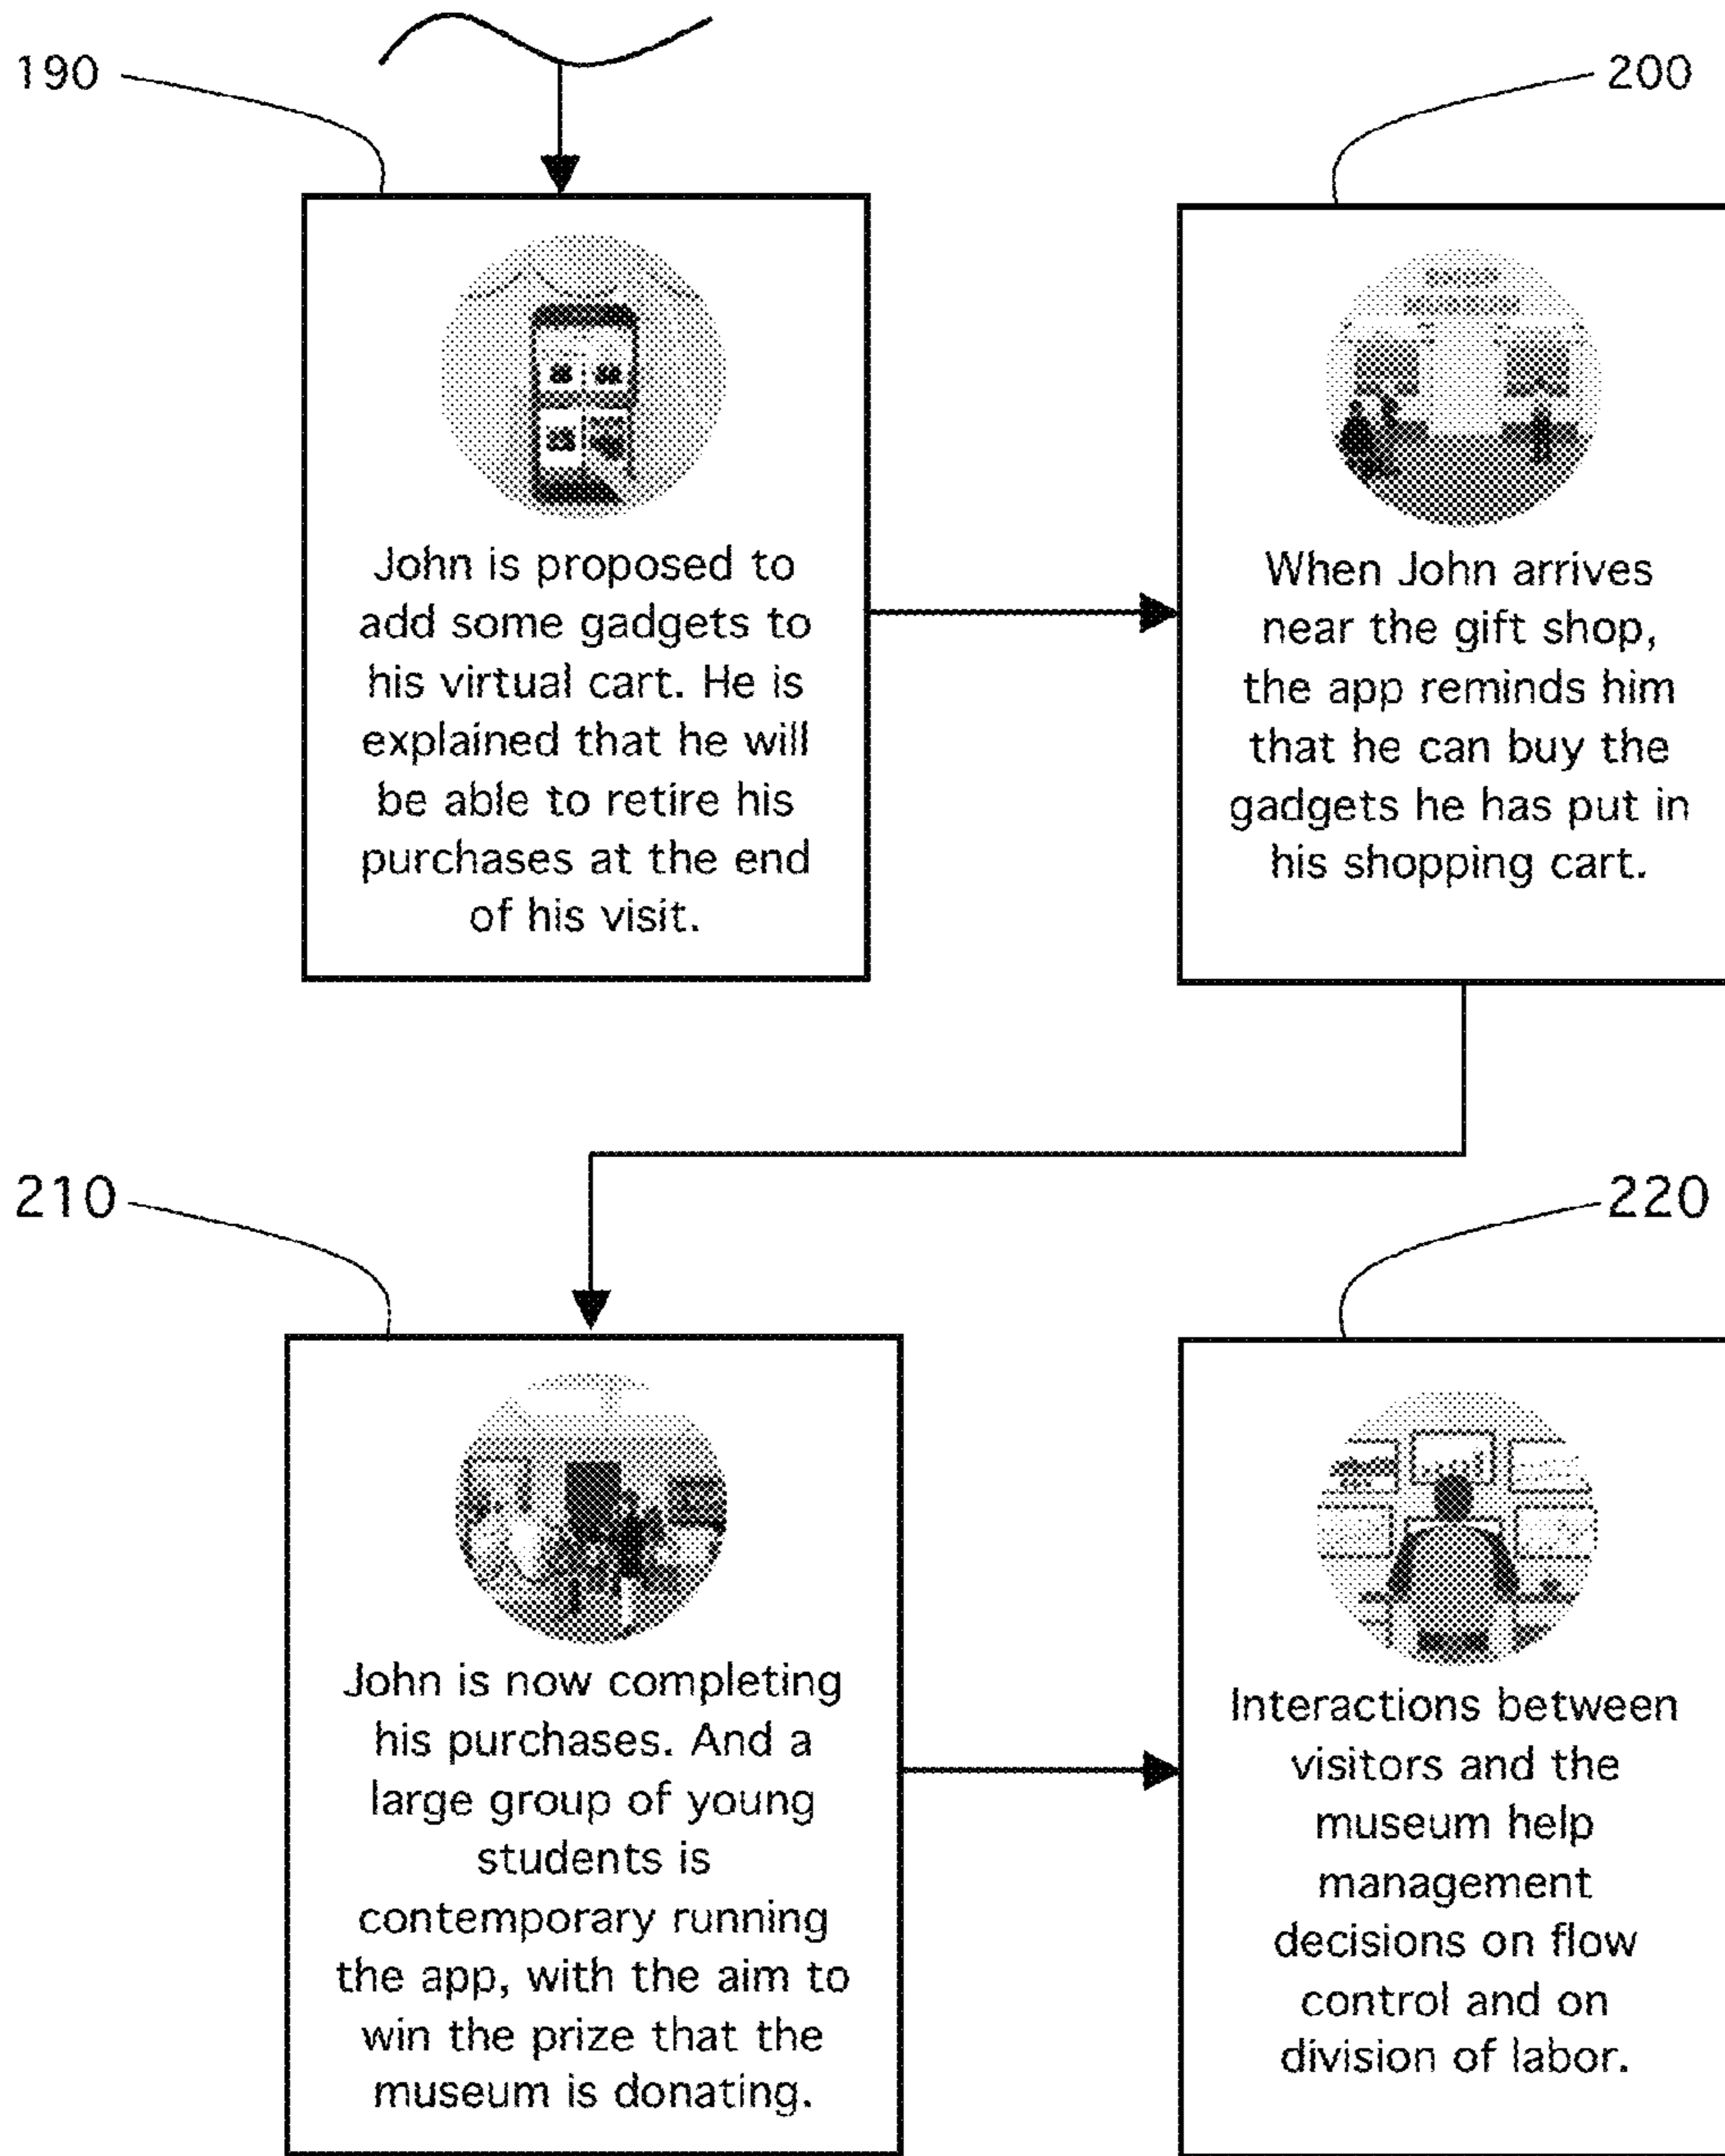 190
200
John is proposed to
add some gadgets to
his virtual cart. He is
explained that he will
be able to retire his
purchases at the end
of his visit.
When John arrives
near the gift shop,
the app reminds him
that he can buy the
gadgets he has put in
his shopping cart.
210
220
John is now completing
his purchases. And a
large group of young
students is
contemporary running
the app, with the aim to
win the prize that the
museum is donating.
Interactions between
visitors and the
museum help
management
decisions on flow
control and on
division of labor.